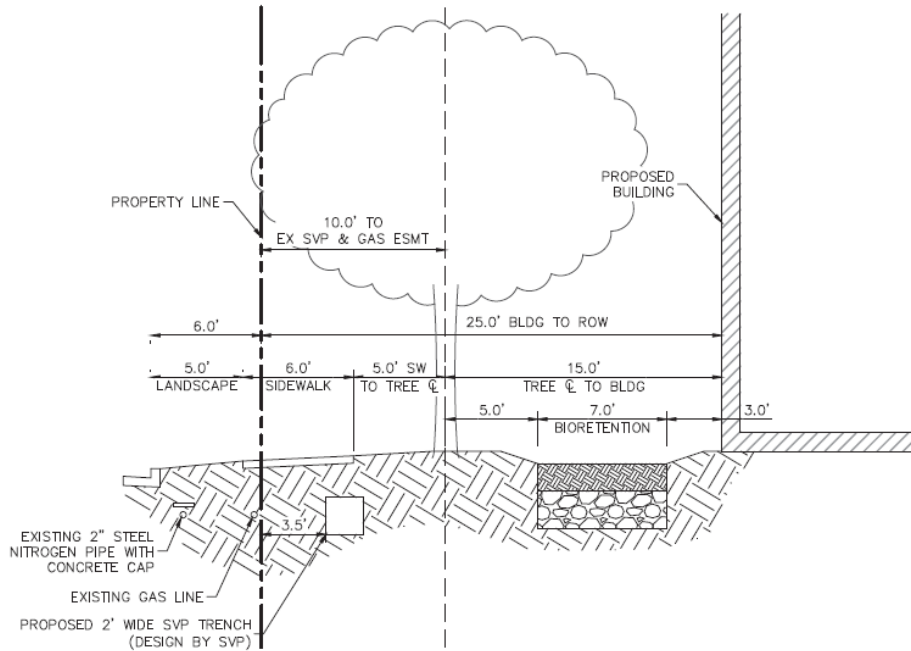 PROPERTY LINE
PROPOSED
BUILDING
10.0' TO
EX SVP & GAS ESMT
6.0'
25.0' BLDG TO ROW
5.0'
LANDSCAPE
6.0'
SIDEWALK
5.0' SW
TO TREE ℄
15.0'
TREE ℄ TO BLDG
5.0'
7.0'
BIORETENTION
3.0'
3.5'
EXISTING 2" STEEL
NITROGEN PIPE WITH
CONCRETE CAP
EXISTING GAS LINE
PROPOSED 2' WIDE SVP TRENCH
(DESIGN BY SVP)